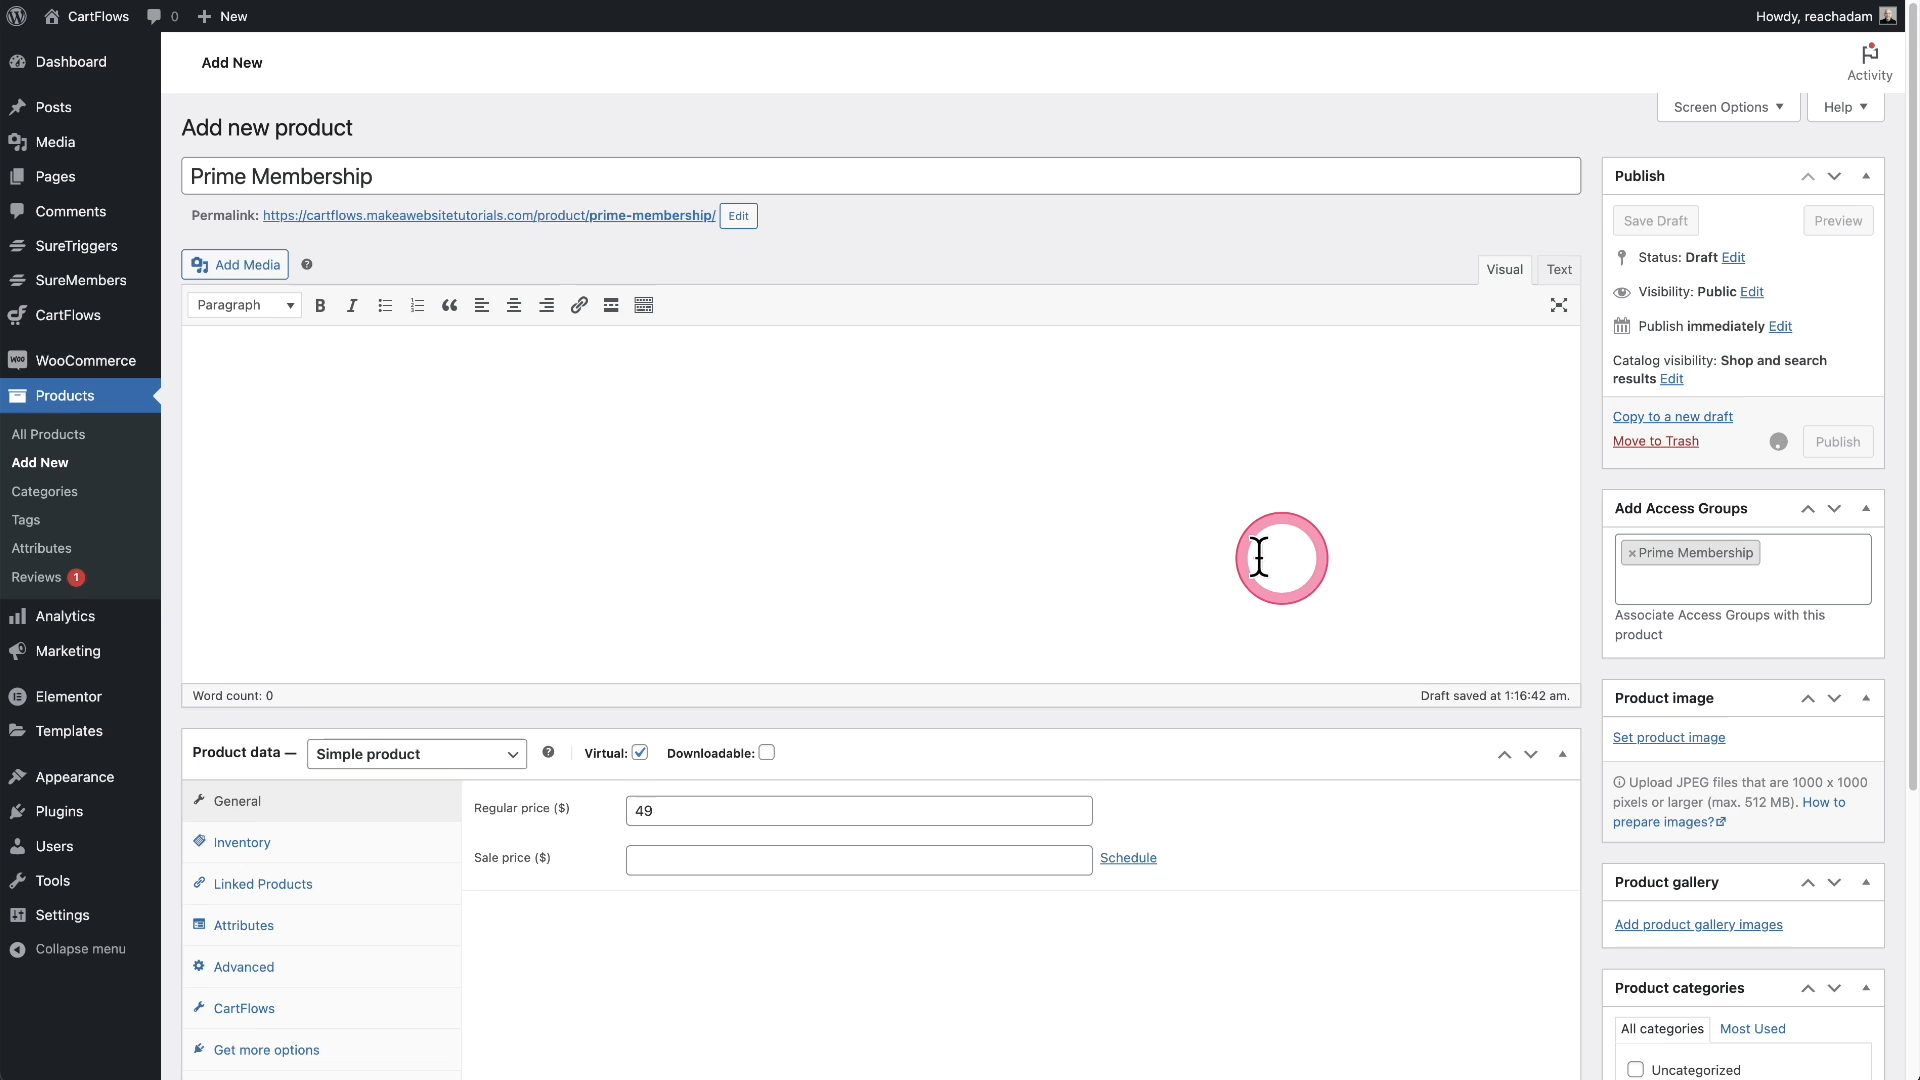 CartFlows 0 New Howdy, reachadam
Add New
Activity
Screen Options Help
Dashboard
Posts
Media
Pages
Comments
SureTriggers
SureMembers
CartFlows
WooCommerce
Products
All Products
Add New
Categories
Tags
Attributes
Reviews 1
Analytics
Marketing
Elementor
Templates
Appearance
Plugins
Users
Tools
Settings
Collapse menu
Add new product
Prime Membership
Permalink: https://cartflows.makeawebsitetutorials.com/product/prime-membership/ Edit
Add Media
Visual Text
Paragraph
Word count: 0 Draft saved at 1:16:42 am.
Product data — Simple product Virtual: Downloadable:
General
Inventory
Linked Products
Attributes
Advanced
CartFlows
Get more options
Regular price ($) 49
Sale price ($) Schedule
Publish
Save Draft Preview
Status: Draft Edit
Visibility: Public Edit
Publish immediately Edit
Catalog visibility: Shop and search
results Edit
Copy to a new draft
Move to Trash Publish
Add Access Groups
× Prime Membership
Associate Access Groups with this
product
Product image
Set product image
Upload JPEG files that are 1000 x 1000
pixels or larger (max. 512 MB). How to
prepare images?
Product gallery
Add product gallery images
Product categories
All categories Most Used
Uncategorized